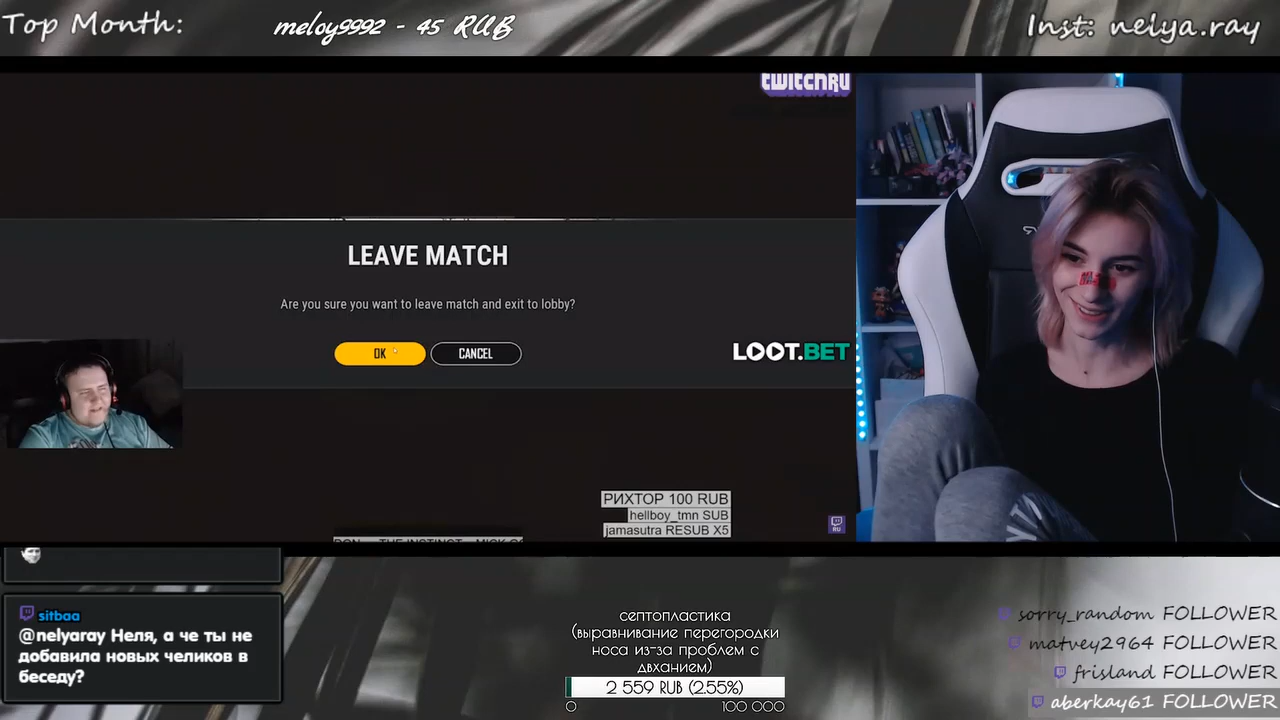 Top Month:
meloy9992 - 45 RUB
Inst: nelya.ray
twitchru
LEAVE MATCH
Are you sure you want to leave match and exit to lobby?
OK
CANCEL
LOOT.BET
РИХТОР 100 RUB
hellboy_tmn SUB
jamasutra RESUB X5
RU
sitbaa
@nelyaray Неля, а че ты не
добавила новых челиков в
беседу?
септопластика
(выравнивание перегородки
носа из-за проблем с
двханием)
2 559 RUB (2.55%)
0
100 000
sorry_random FOLLOWER
matvey2964 FOLLOWER
frisland FOLLOWER
aberkay61 FOLLOWER